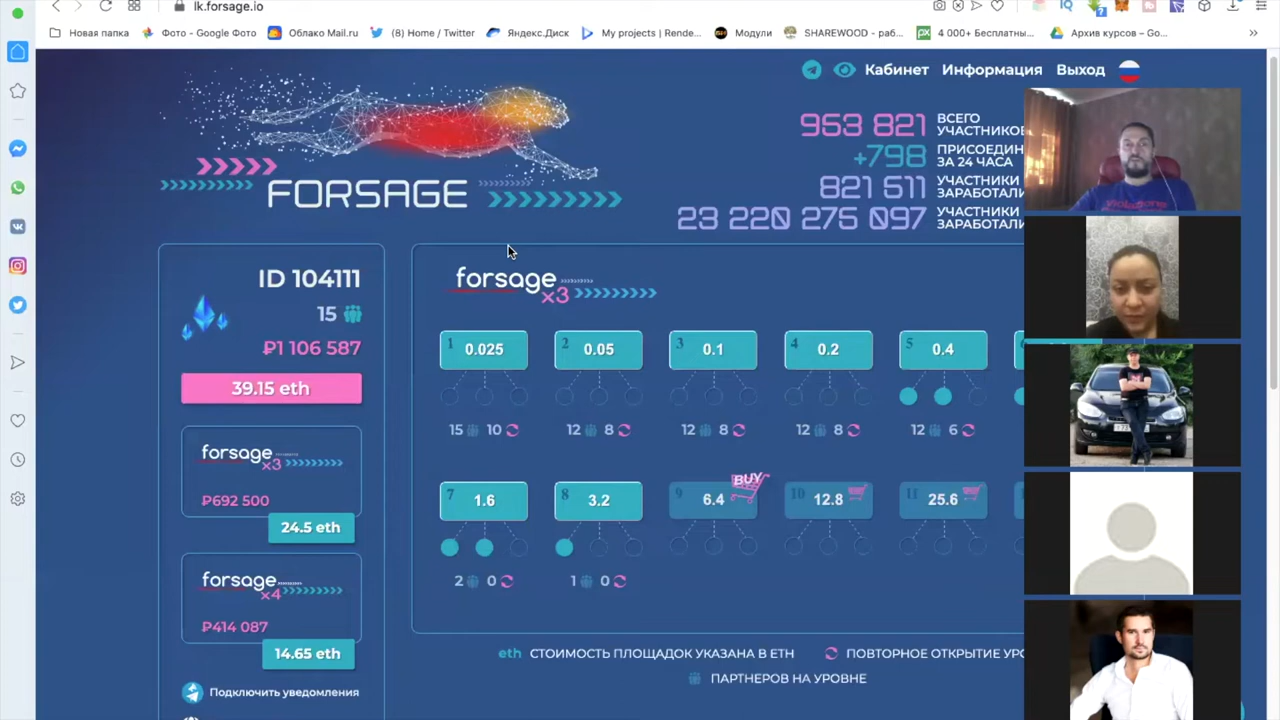 lk.forsage.io
Новая папка
Фото - Google Фото
Облако Mail.ru
(8) Home / Twitter
Яндекс.Диск
My projects | Rende...
Модули
SHAREWOOD - раб...
4 000+ Бесплатны...
Архив курсов – Go...
Кабинет Информация Выход
953 821 ВСЕГО УЧАСТНИКОВ
+798 ПРИСОЕДИН
ЗА 24 ЧАСА
821 511 УЧАСТНИКИ
ЗАРАБОТАЛИ
23 220 275 097 УЧАСТНИКИ
ЗАРАБОТАЛИ
FORSAGE
ID 104111
15
₽1 106 587
39.15 eth
forsage x3
₽692 500
24.5 eth
forsage x4
₽414 087
14.65 eth
Подключить уведомления
forsage x3
1 0.025 2 0.05 3 0.1 4 0.2 5 0.4
15 10 12 8 12 8 12 8 12 6
BUY
7 1.6 8 3.2 9 6.4 10 12.8 11 25.6
2 0 1 0
eth СТОИМОСТЬ ПЛОЩАДОК УКАЗАНА В ETH ПОВТОРНОЕ ОТКРЫТИЕ УРО
ПАРТНЕРОВ НА УРОВНЕ